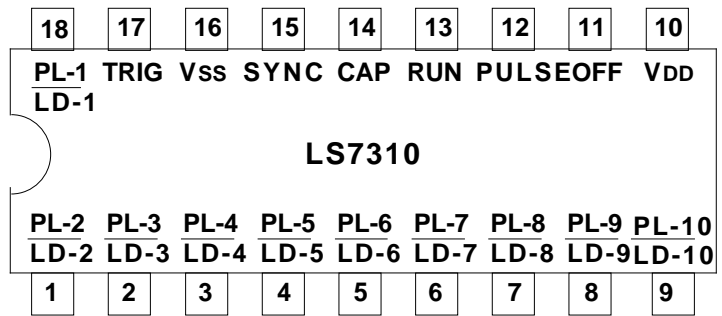 18 17 16 15 14 13 12 11 10
PL-1 TRIG VSS SYNC CAP RUN PULSE OFF VDD
LD-1
LS7310
PL-2 PL-3 PL-4 PL-5 PL-6 PL-7 PL-8 PL-9 PL-10
LD-2 LD-3 LD-4 LD-5 LD-6 LD-7 LD-8 LD-9 LD-10
1 2 3 4 5 6 7 8 9